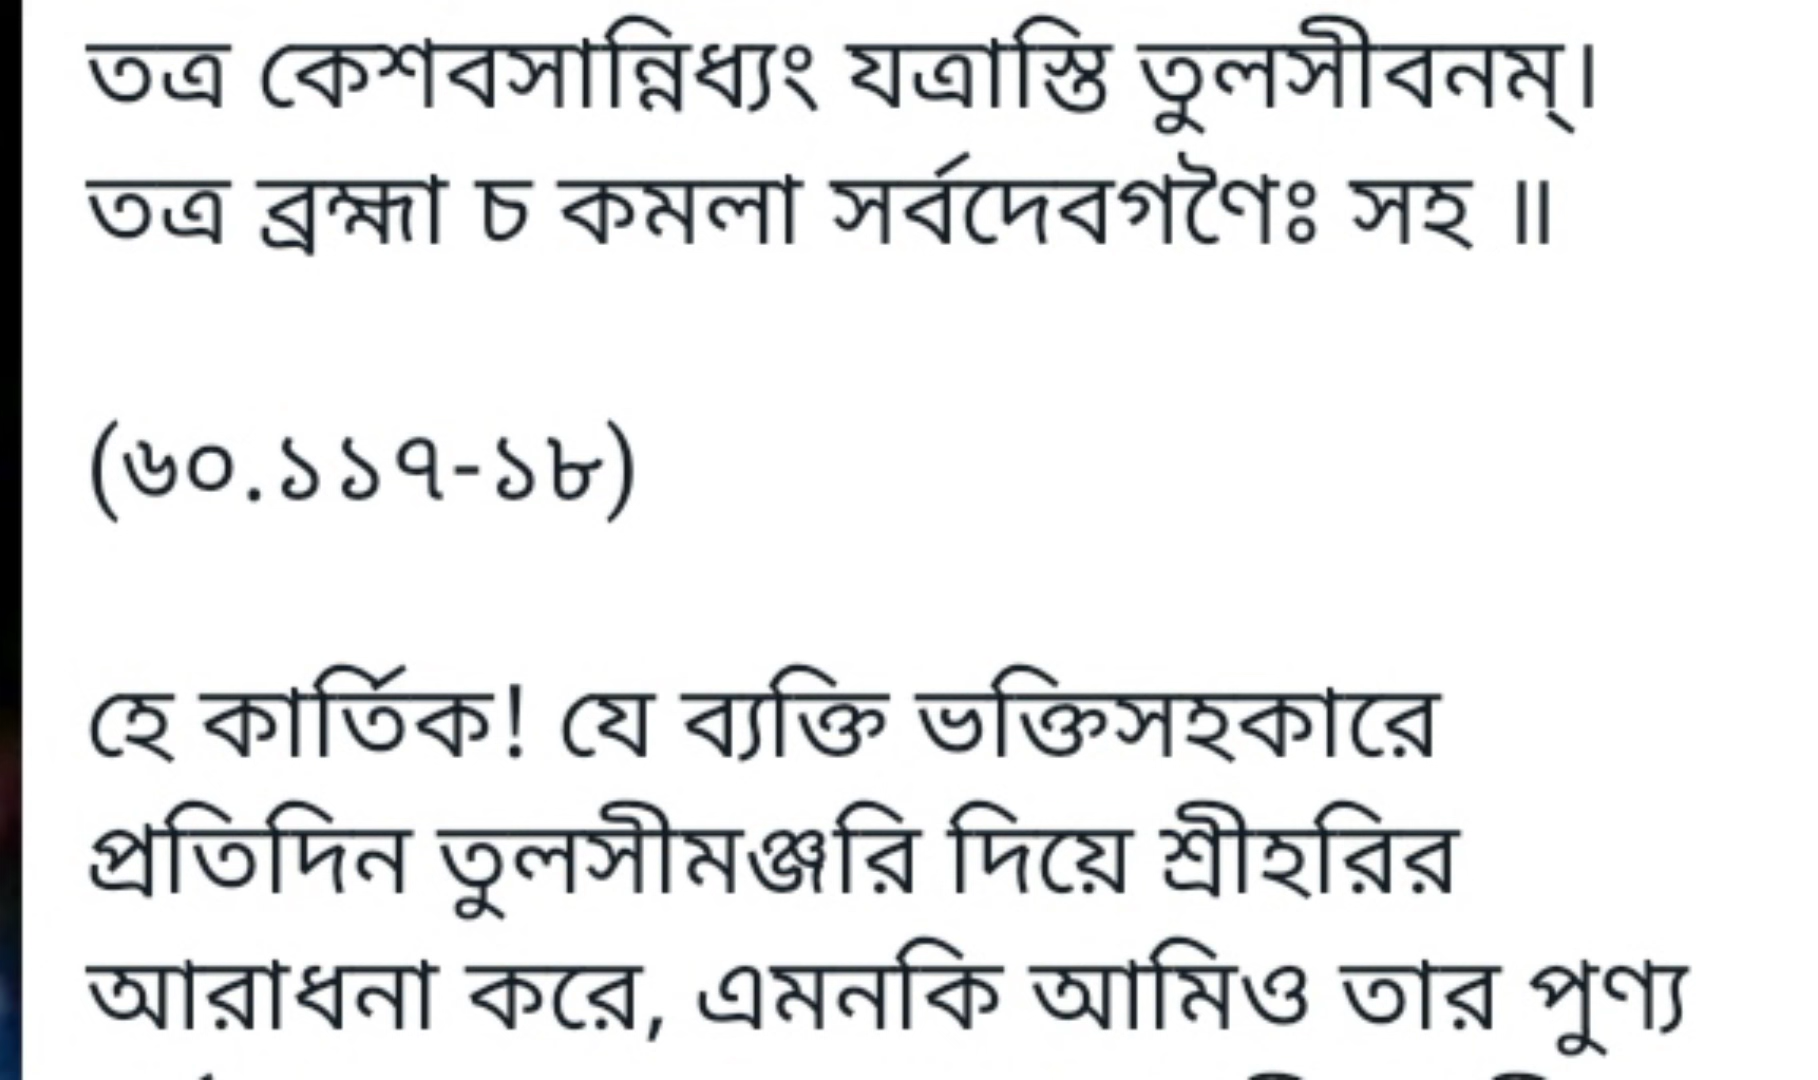 তত্র কেশবসান্নিধ্যং যত্রাস্তি তুলসীবনম্।
তত্র ব্রহ্মা চ কমলা সর্বদেবগণৈঃ সহ ॥
(৬০.১১৭-১৮)
হে কার্তিক! যে ব্যক্তি ভক্তিসহকারে
প্রতিদিন তুলসীমঞ্জরি দিয়ে শ্রীহরির
আরাধনা করে, এমনকি আমিও তার পুণ্য